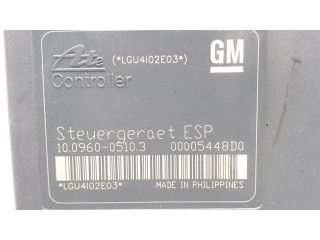 Ate (*LGU4I02E03*) GM
Controller
Steuergeraet ESP
10.0960-0510.3 00005448D0
*LGU4I02E03* MADE IN PHILIPPINES